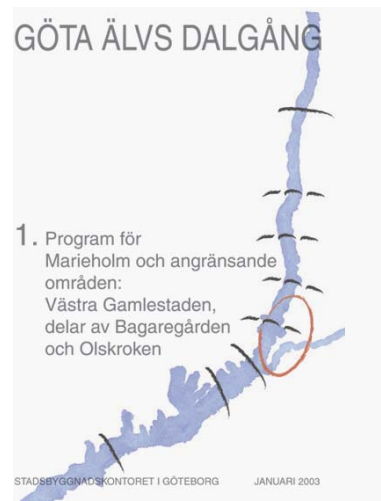 GÖTA ÄLVS DALGÅNG
1. Program för
Marieholm och angränsande
områden:
Västra Gamlestaden,
delar av Bagaregården
och Olskroken
STADSBYGGNADSKONTORET I GÖTEBORG JANUARI 2003